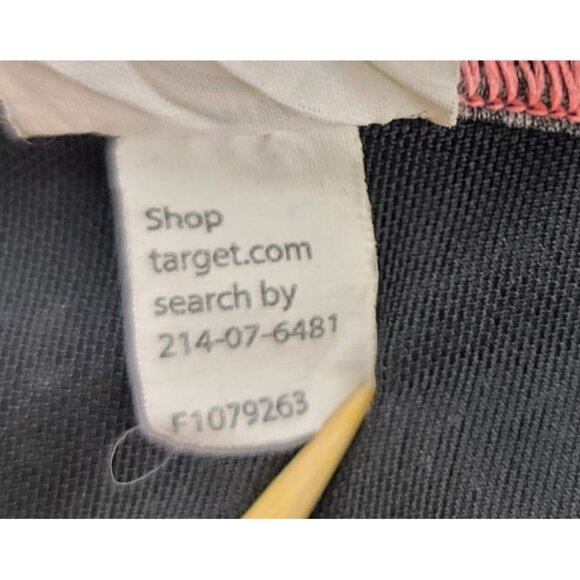 Shop
target.com
search by
214-07-6481
F1079263